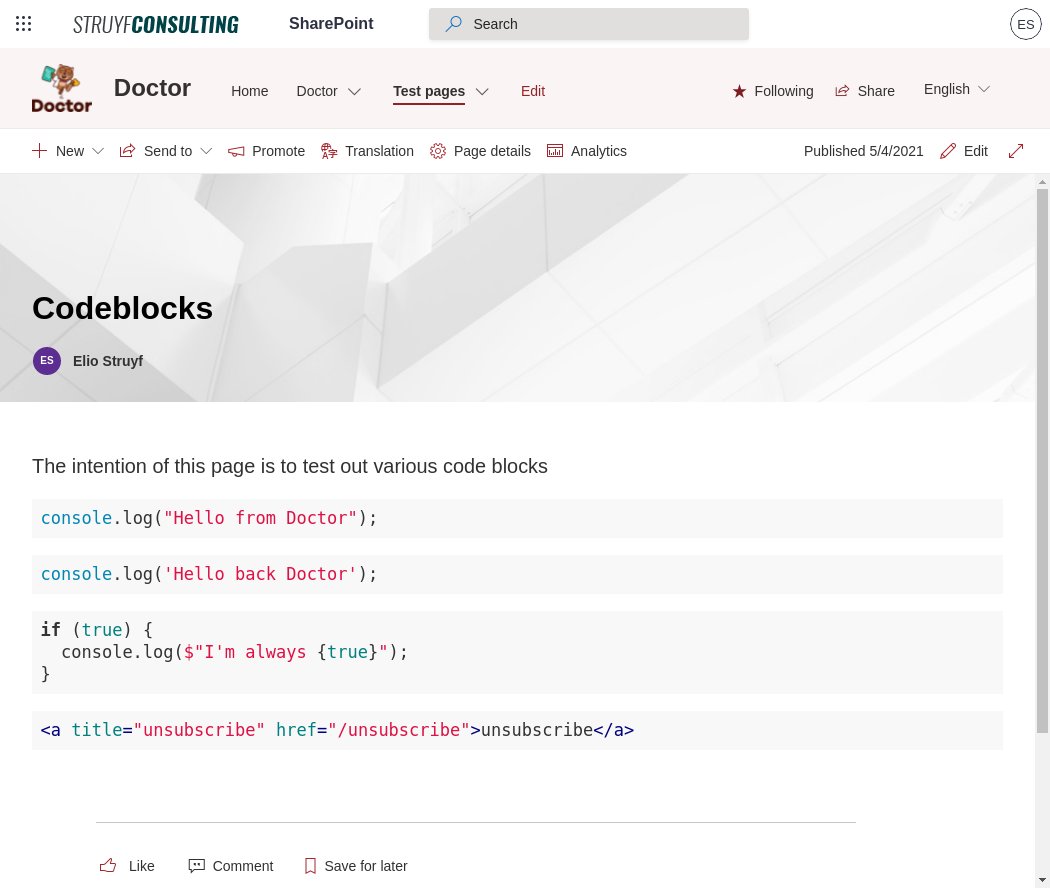 STRUYFCONSULTING SharePoint Search ES
Doctor Doctor Home Doctor Test pages Edit Following Share English
New Send to Promote Translation Page details Analytics Published 5/4/2021 Edit
Codeblocks
ES Elio Struyf
The intention of this page is to test out various code blocks
console.log("Hello from Doctor");
console.log('Hello back Doctor');
if (true) {
  console.log($"I'm always {true}");
}
<a title="unsubscribe" href="/unsubscribe">unsubscribe</a>
Like Comment Save for later